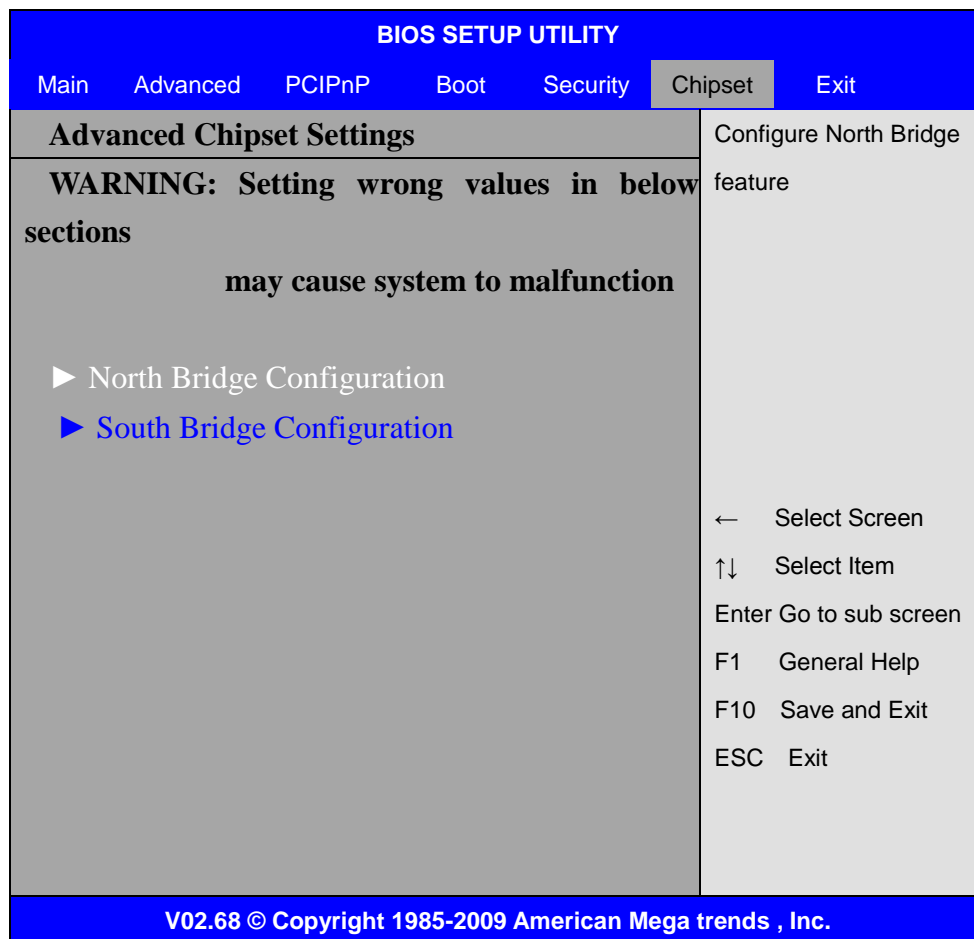 BIOS SETUP UTILITY
Main Advanced PCIPnP Boot Security Chipset Exit
Advanced Chipset Settings
WARNING: Setting wrong values in below
sections
may cause system to malfunction
► North Bridge Configuration
► South Bridge Configuration
Configure North Bridge
feature
← Select Screen
↑↓ Select Item
Enter Go to sub screen
F1 General Help
F10 Save and Exit
ESC Exit
V02.68 © Copyright 1985-2009 American Mega trends , Inc.